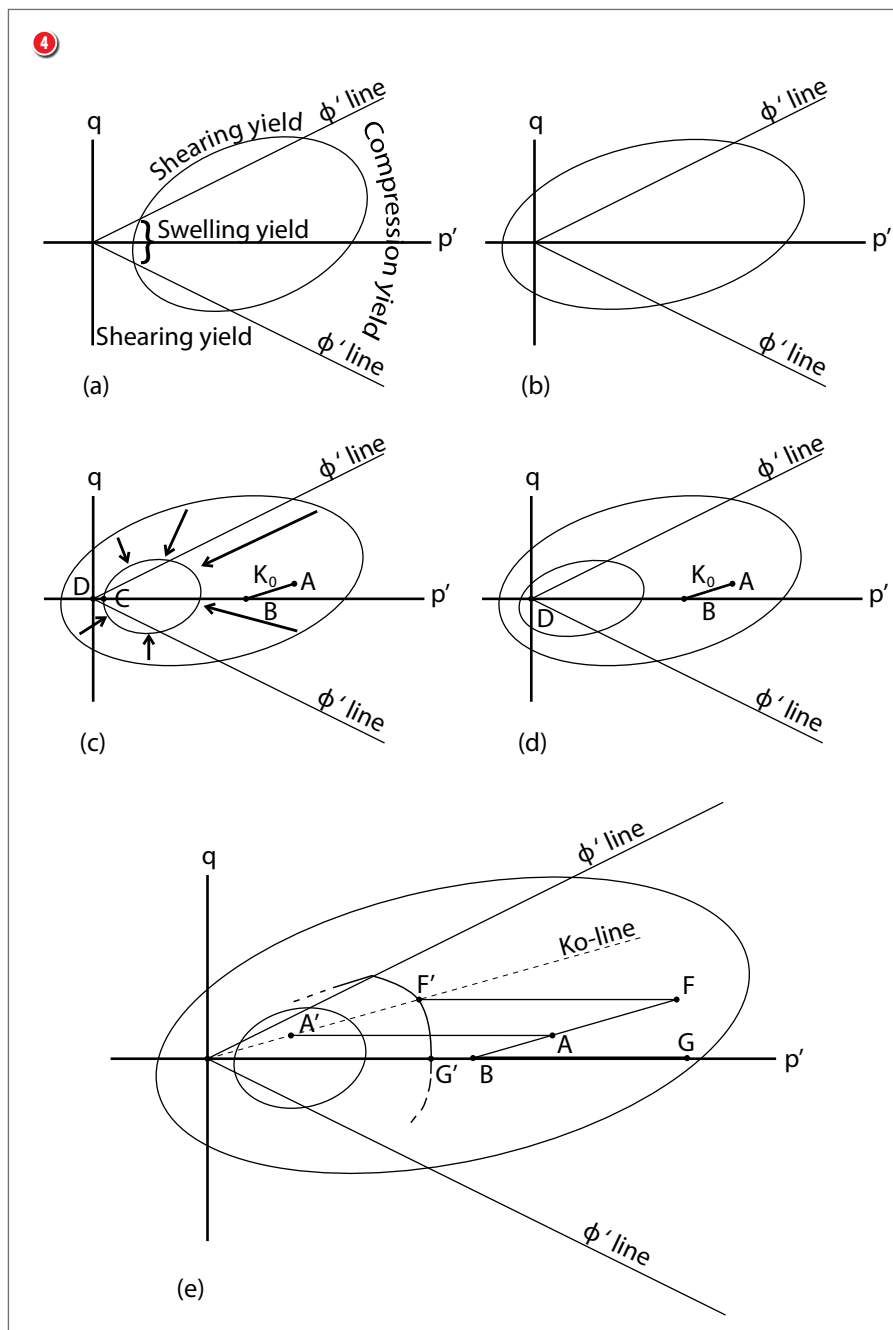 4
q
Shearing yield
ϕ' line
Compression yield
Swelling yield
p'
Shearing yield
ϕ' line
(a)
q
ϕ' line
p'
ϕ' line
(b)
q
ϕ' line
D
C
K₀
A
B
p'
ϕ' line
(c)
q
ϕ' line
K₀
A
B
D
p'
ϕ' line
(d)
q
ϕ' line
Ko-line
F'
F
A'
A
G'
B
G
p'
ϕ' line
(e)